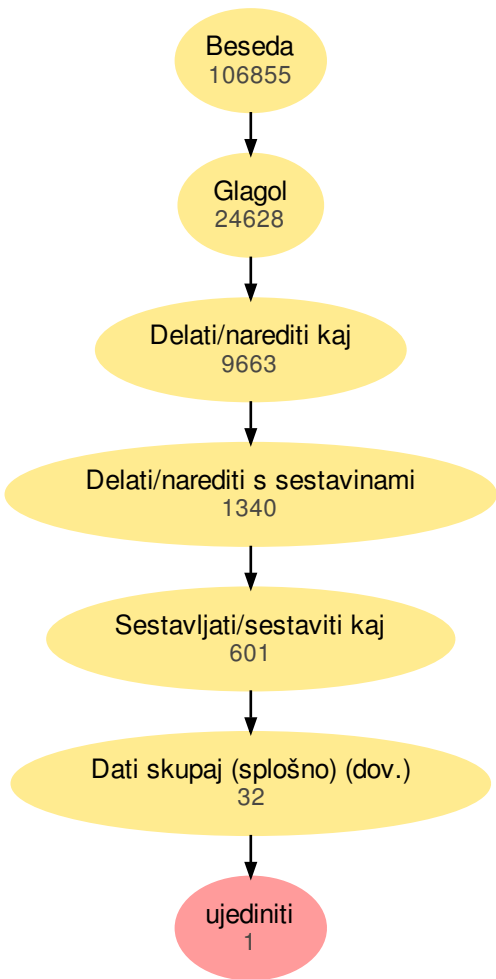 Beseda
106855
Glagol
24628
Delati/narediti kaj
9663
Delati/narediti s sestavinami
1340
Sestavljati/sestaviti kaj
601
Dati skupaj (splošno) (dov.)
32
ujediniti
1